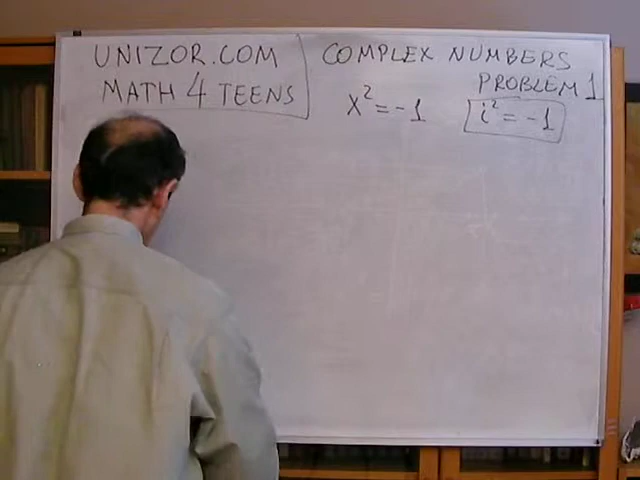 UNIZOR.COM
MATH 4 TEENS
COMPLEX NUMBERS
PROBLEM 1
x² = -1
i² = -1